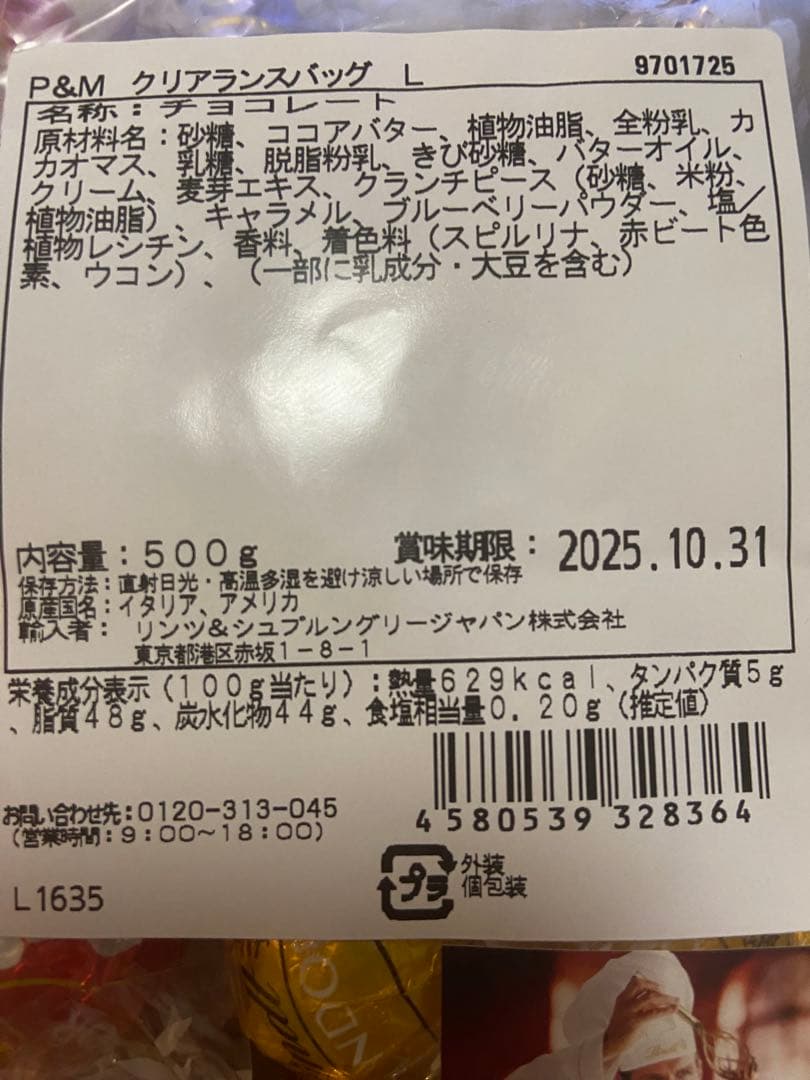 P&M クリアランスバッグ L
9701725
名称：チョコレート
原材料名：砂糖、ココアバター、植物油脂、全粉乳、カ
カオマス、乳糖、脱脂粉乳、きび砂糖、バターオイル、
クリーム、麦芽エキス、クランチピース（砂糖、米粉、
植物油脂）、キャラメル、ブルーベリーパウダー、塩／
植物レシチン、香料、着色料（スピルリナ、赤ビート色
素、ウコン）、（一部に乳成分・大豆を含む）
内容量：５００ｇ
賞味期限：2025.10.31
保存方法：直射日光・高温多湿を避け涼しい場所で保存
原産国名：イタリア、アメリカ
輸入者： リンツ&シュプルングリージャパン株式会社
東京都港区赤坂１−８−１
栄養成分表示（１００ｇ当たり）：熱量６２９ｋｃａｌ、タンパク質５ｇ
、脂質４８ｇ、炭水化物４４ｇ、食塩相当量０．２０ｇ（推定値）
お問い合わせ先：0120-313-045
（営業時間：９：００〜１８：００）
4 580539 328364
プラ
外装
個包装
L1635